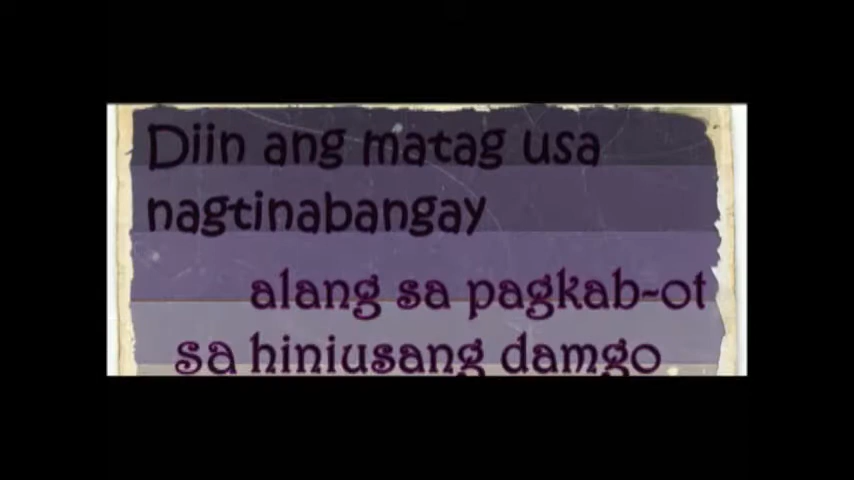 Diin ang matag usa
nagtinabangay
alang sa pagkab-ot
sa hiniusang damgo